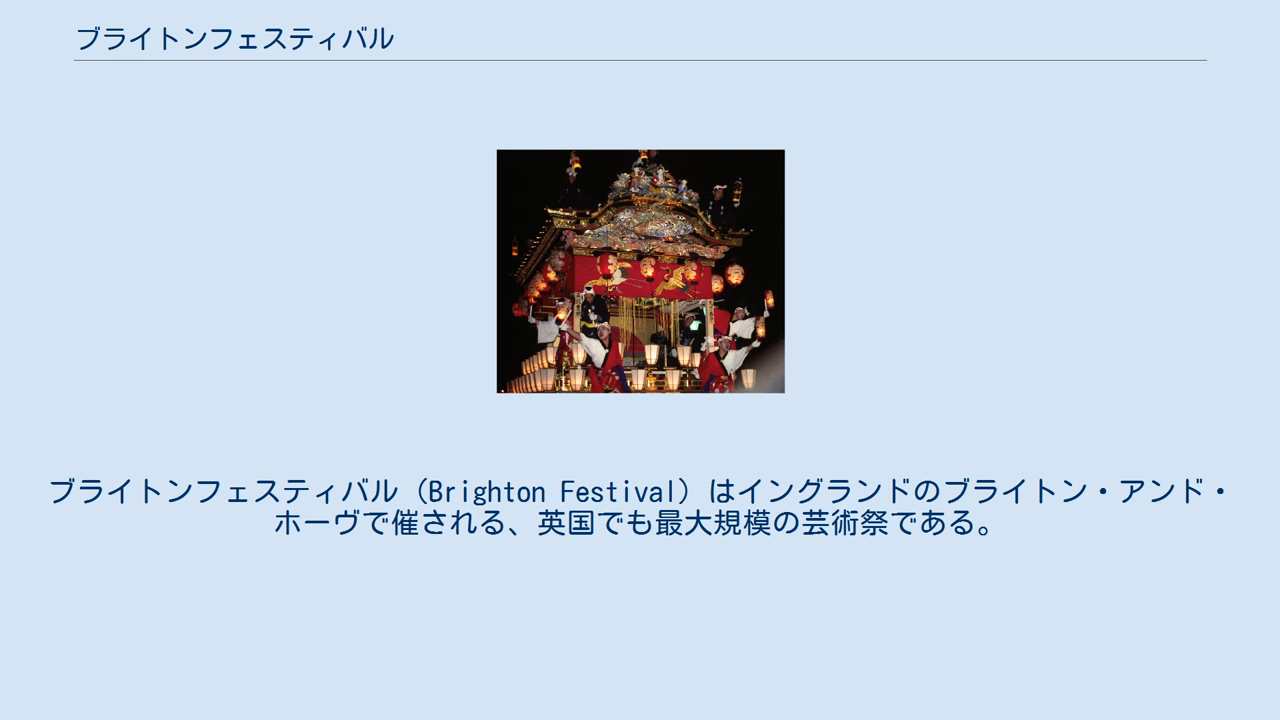 ブライトンフェスティバル
ブライトンフェスティバル（Brighton Festival）はイングランドのブライトン・アンド・
ホーヴで催される、英国でも最大規模の芸術祭である。